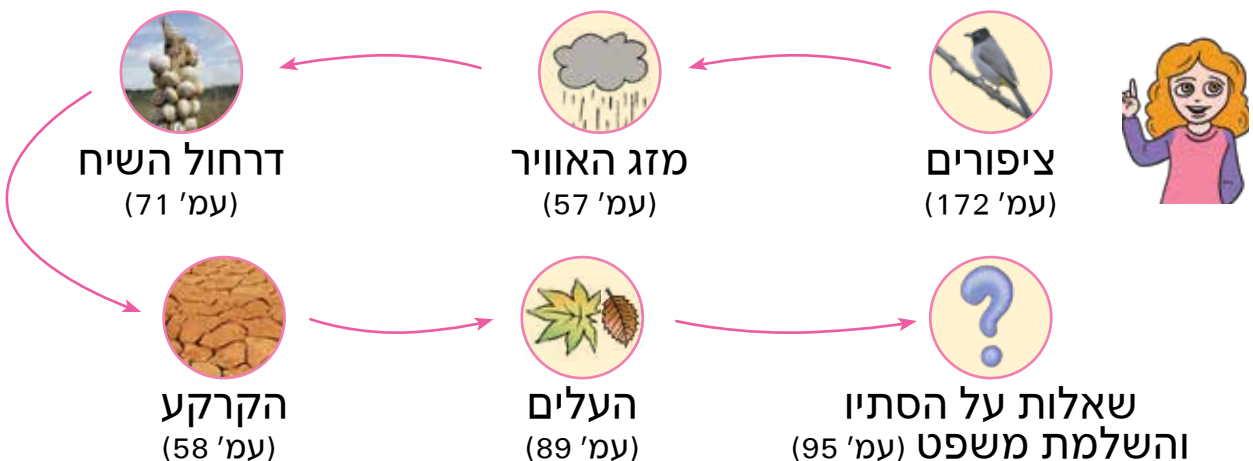 ציפורים
(עמ' 172)
מזג האוויר
(עמ' 57)
דרחול השיח
(עמ' 71)
הקרקע
(עמ' 58)
העלים
(עמ' 89)
שאלות על הסתיו
והשלמת משפט (עמ' 95)